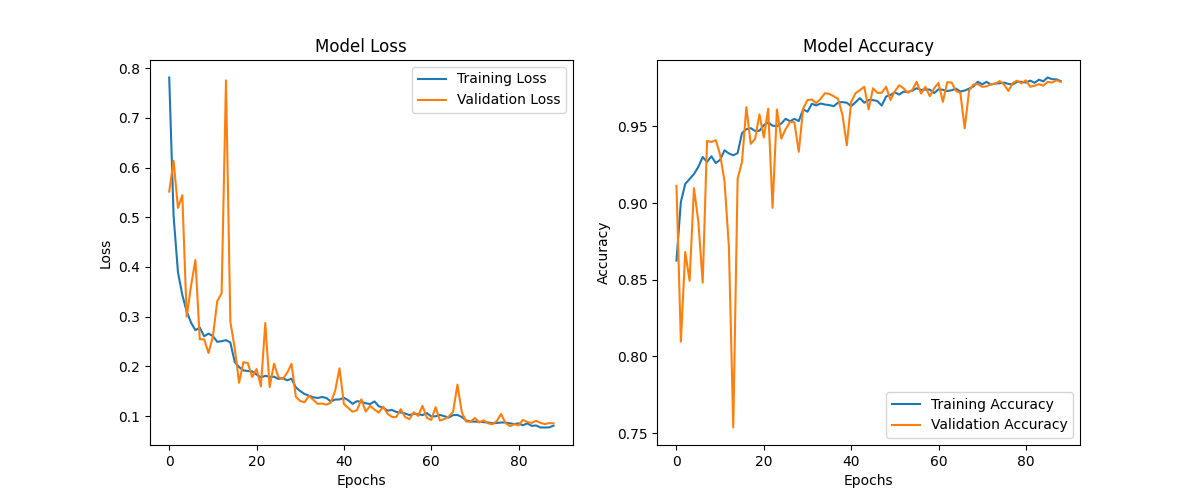 Model Loss
Training Loss
Validation Loss
Loss
0.8
0.7
0.6
0.5
0.4
0.3
0.2
0.1
0
20
40
60
80
Epochs
Model Accuracy
Training Accuracy
Validation Accuracy
Accuracy
0.95
0.90
0.85
0.80
0.75
0
20
40
60
80
Epochs